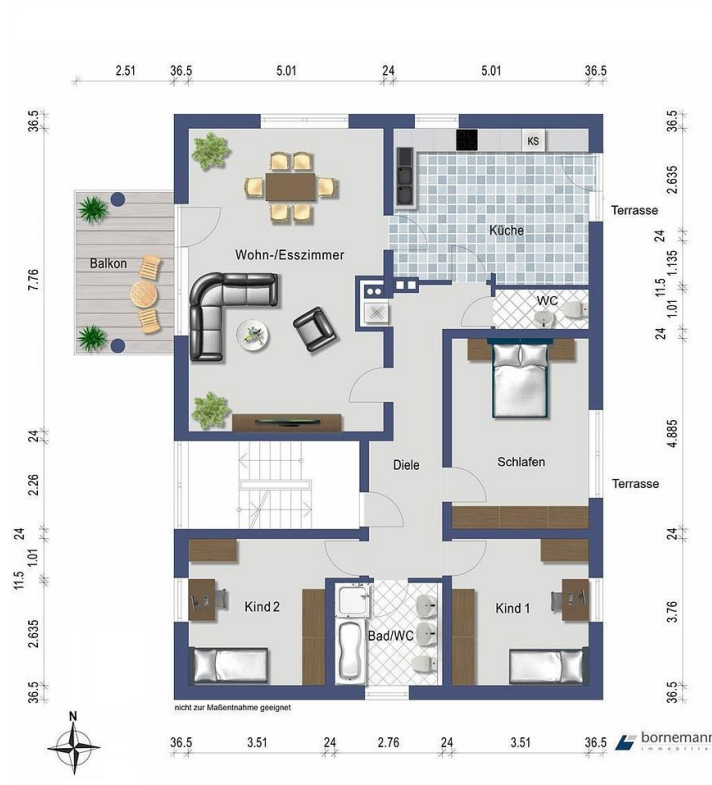 2.51 36.5 5.01 24 5.01 36.5
36.5
7.76
24
2.26
24
1.01
11.5
2.635
36.5
36.5
2.635
24
1.135
11.5
1.01
24
4.885
24
3.76
36.5
KS
Terrasse
Küche
Wohn-/Esszimmer
Balkon
WC
Diele
Schlafen
Terrasse
Kind 2
Kind 1
Bad/WC
nicht zur Maßentnahme geeignet
N
36.5 3.51 24 2.76 24 3.51 36.5
bornemann
immobilie